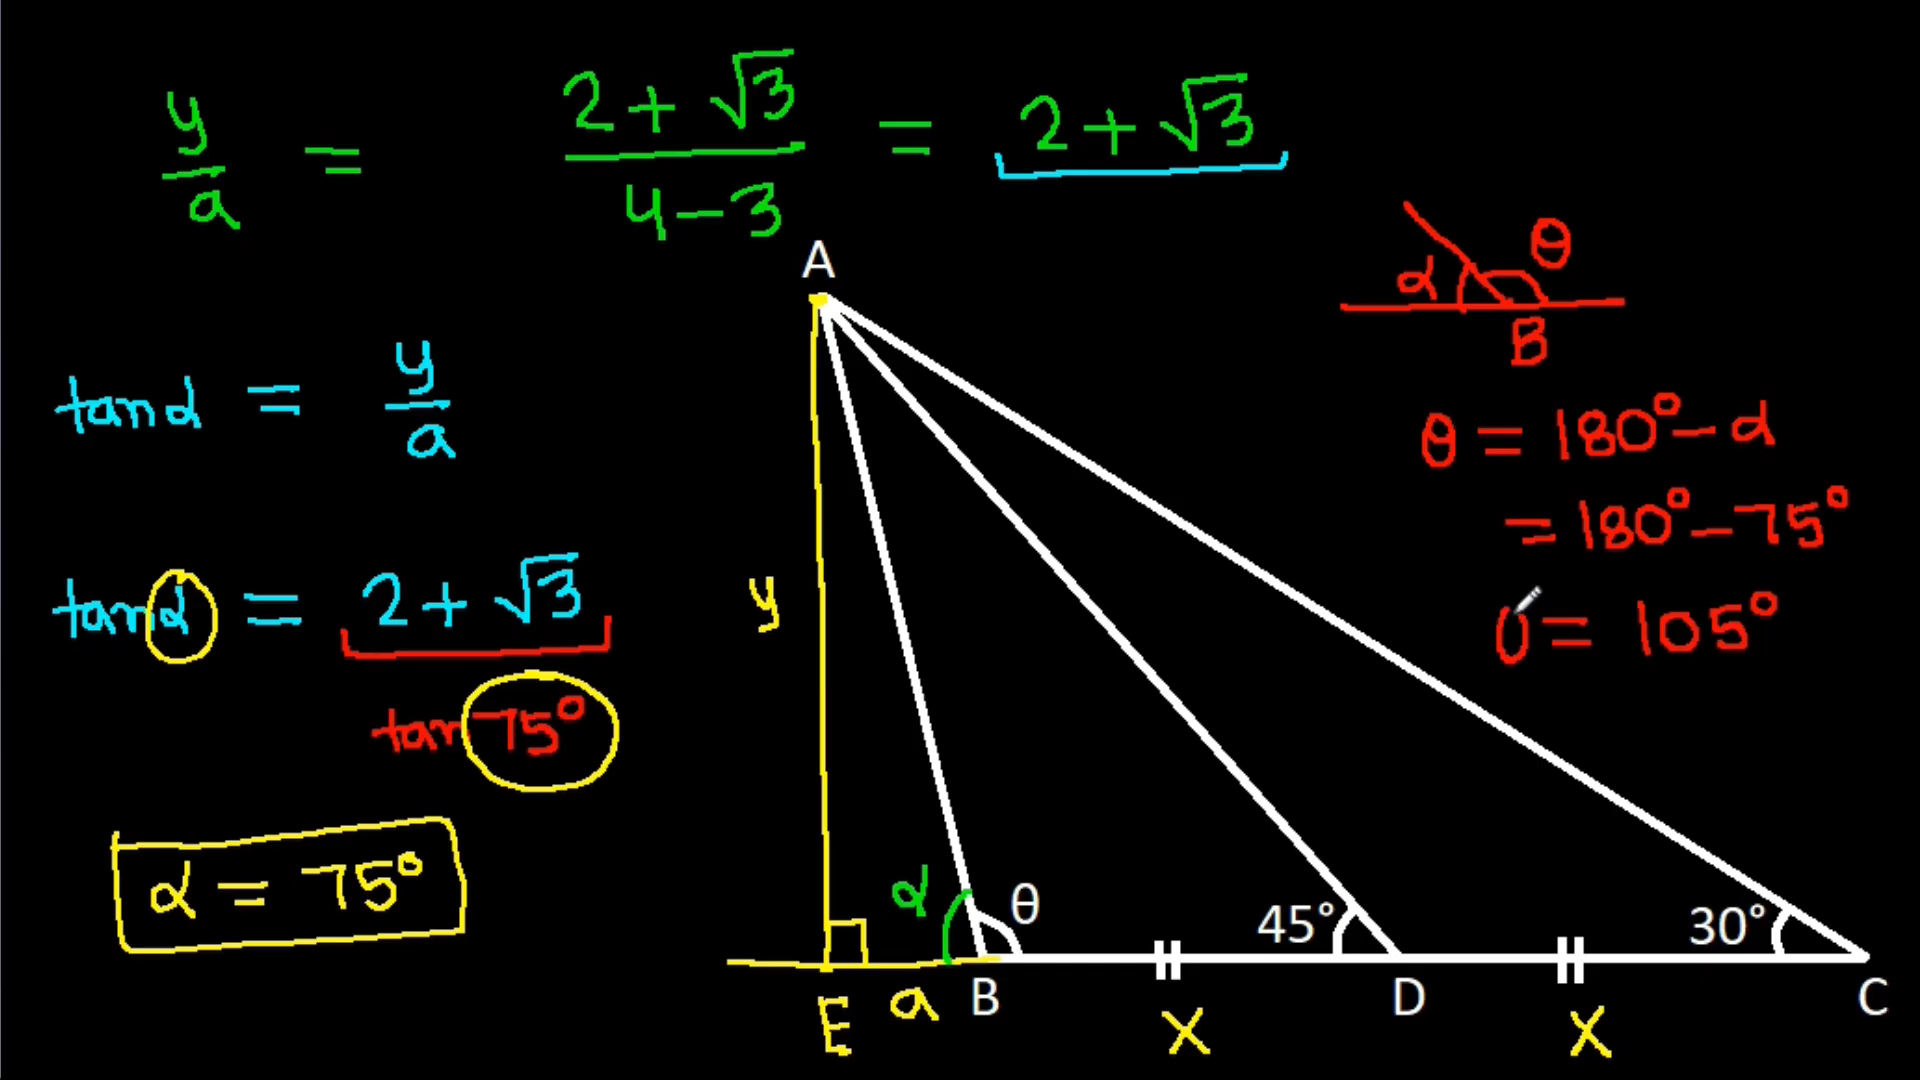 y/a = (2 + √3)/(4 − 3) = 2 + √3
tan α = y/a
tan α = 2 + √3
tan 75°
α = 75°
α θ
B
θ = 180° − α
= 180° − 75°
0 = 105°
A
y
α θ 45° 30°
E a B X D X C